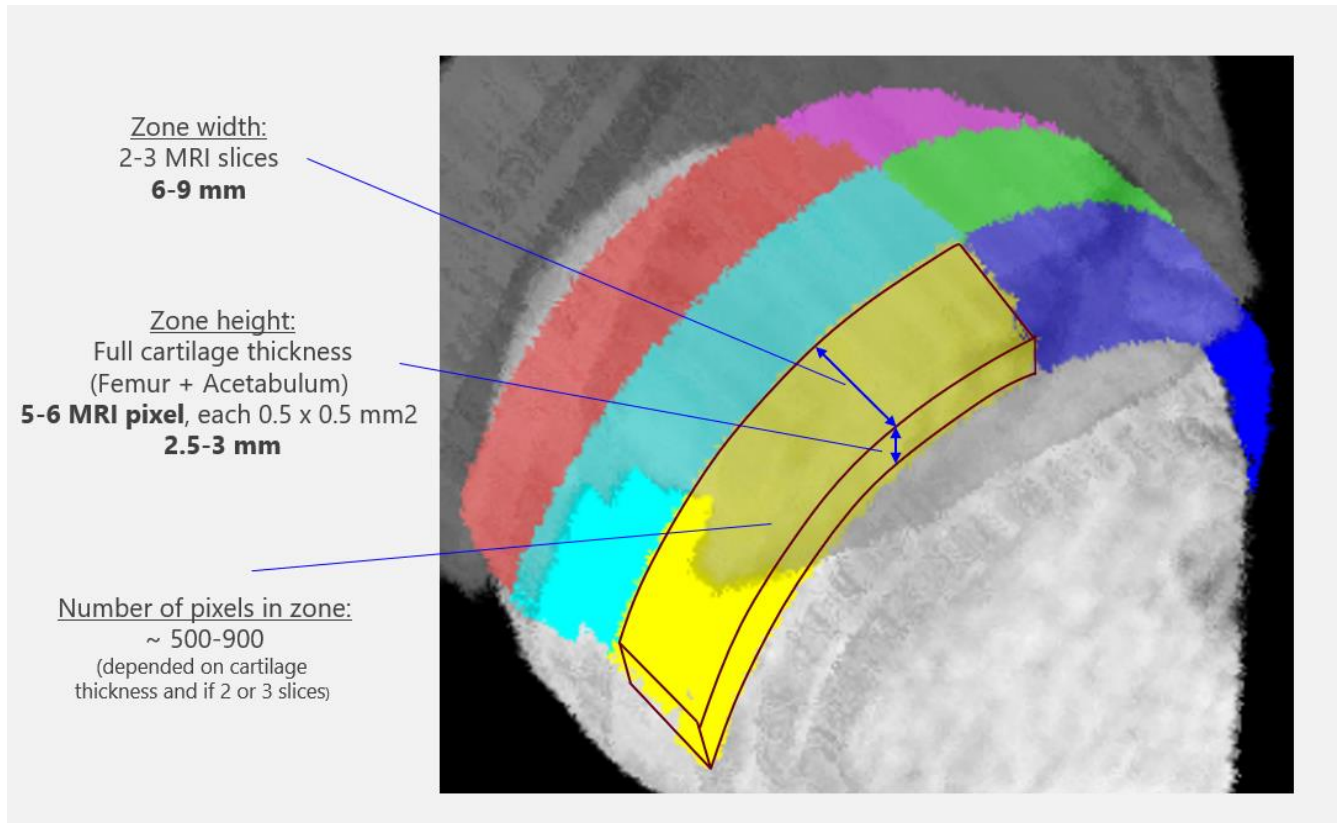 Zone width:
2-3 MRI slices
6-9 mm
Zone height:
Full cartilage thickness
(Femur + Acetabulum)
5-6 MRI pixel, each 0.5 x 0.5 mm2
2.5-3 mm
Number of pixels in zone:
~ 500-900
(depended on cartilage
thickness and if 2 or 3 slices)